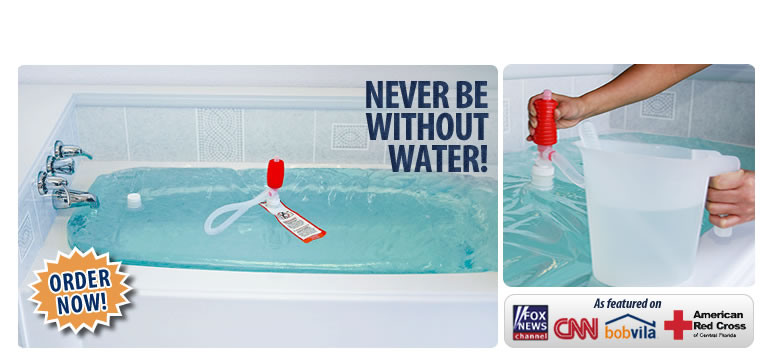 NEVER BE
WITHOUT
WATER!
ORDER
NOW!
As featured on
FOX
NEWS
channel
CNN
bobvila
American
Red Cross
of Central Florida